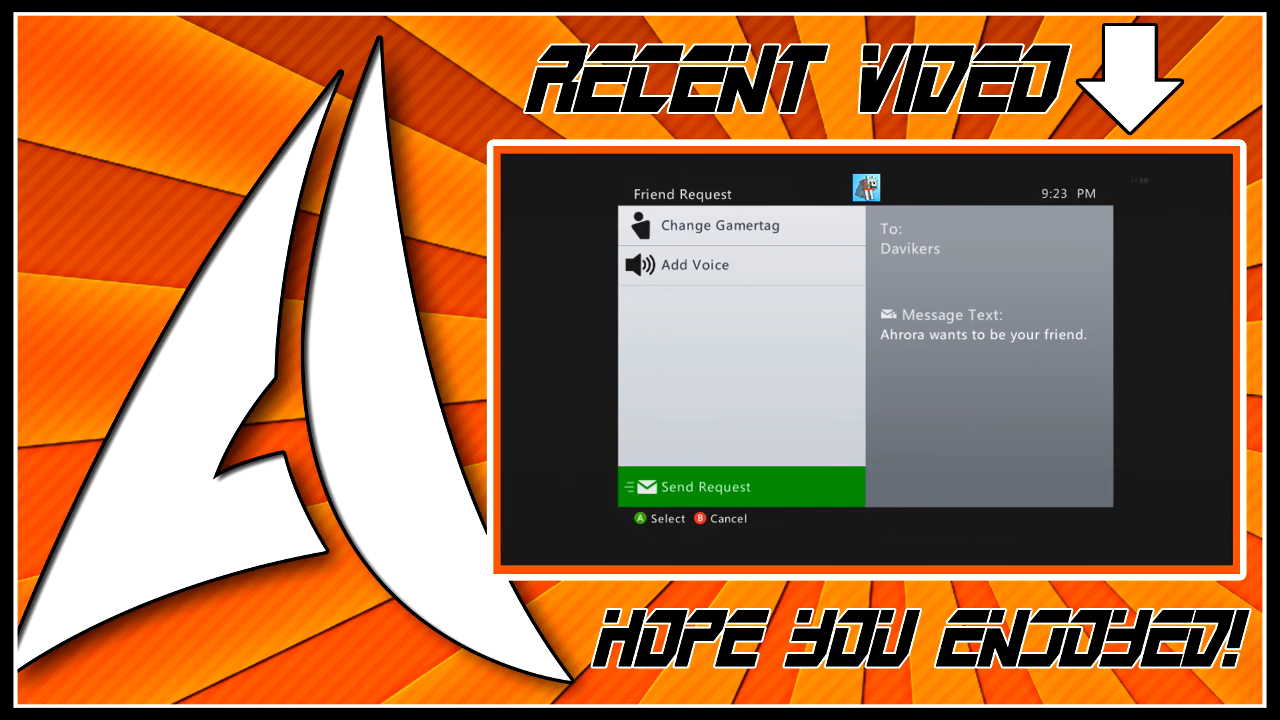 RECENT VIDEO
Friend Request
9:23 PM
Change Gamertag
Add Voice
To:
Davikers
Message Text:
Ahrora wants to be your friend.
Send Request
A Select B Cancel
HOPE YOU ENJOYED!